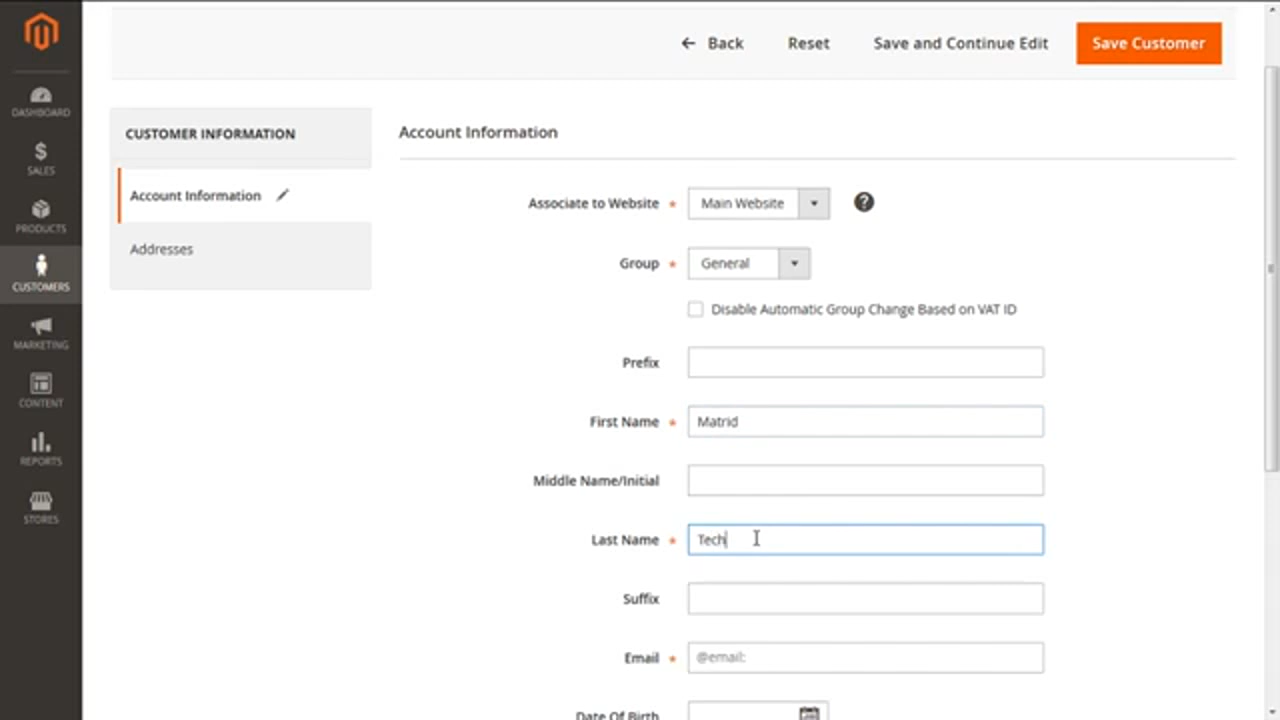 Back Reset Save and Continue Edit Save Customer
DASHBOARD
SALES
PRODUCTS
CUSTOMERS
MARKETING
CONTENT
REPORTS
STORES
CUSTOMER INFORMATION
Account Information
Addresses
Account Information
Associate to Website * Main Website ?
Group * General
Disable Automatic Group Change Based on VAT ID
Prefix
First Name * Matrid
Middle Name/Initial
Last Name * Tech
Suffix
Email * @email:
Date Of Birth